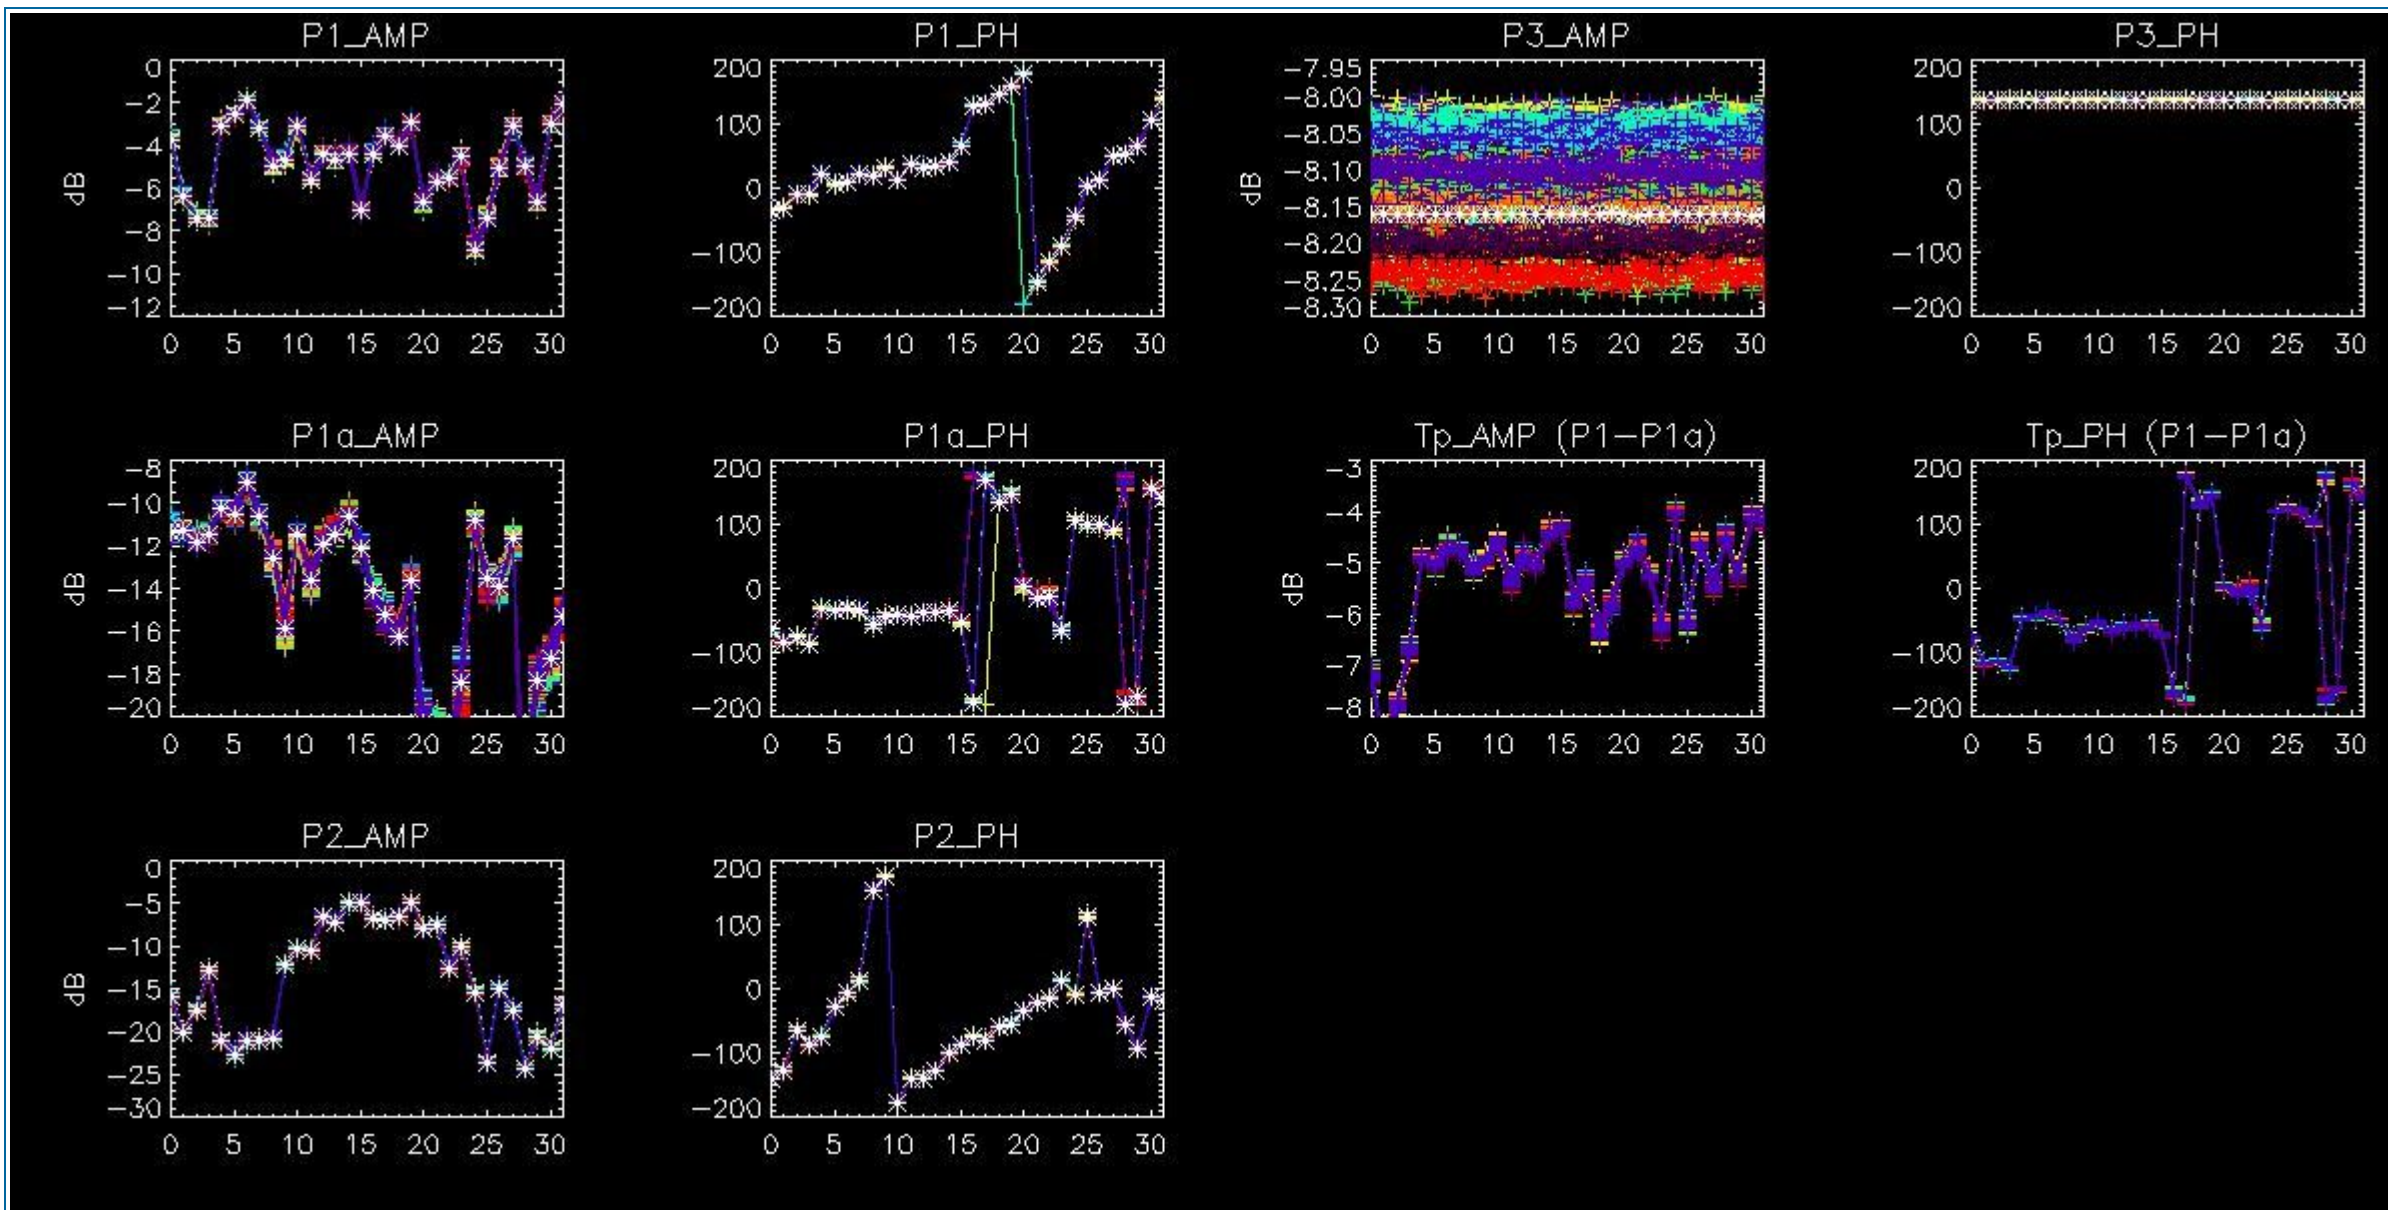 P1_AMP P1_PH P3_AMP P3_PH
0 200 −7.95 200
−2 −8.00
100 100
−4 −8.05
dB −6 0 dB −8.10 0
−8 −8.15
−100 −8.20 −100
−10 −8.25
−12 −200 −8.30 −200
0 5 10 15 20 25 30 0 5 10 15 20 25 30 0 5 10 15 20 25 30 0 5 10 15 20 25 30
P1a_AMP P1a_PH Tp_AMP (P1−P1a) Tp_PH (P1−P1a)
−8 200 −3 200
−10 100 −4 100
−12
dB −14 0 dB −5 0
−16 −6
−100 −100
−18 −7
−20 −200 −8 −200
0 5 10 15 20 25 30 0 5 10 15 20 25 30 0 5 10 15 20 25 30 0 5 10 15 20 25 30
P2_AMP P2_PH
0 200
−5 100
−10
dB −15 0
−20 −100
−25
−30 −200
0 5 10 15 20 25 30 0 5 10 15 20 25 30